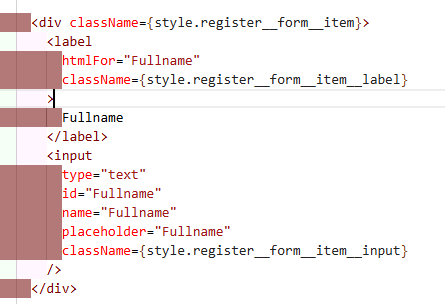 <div className={style.register__form__item}>
<label
htmlFor="Fullname"
className={style.register__form__item__label}
>
Fullname
</label>
<input
type="text"
id="Fullname"
name="Fullname"
placeholder="Fullname"
className={style.register__form__item__input}
/>
</div>